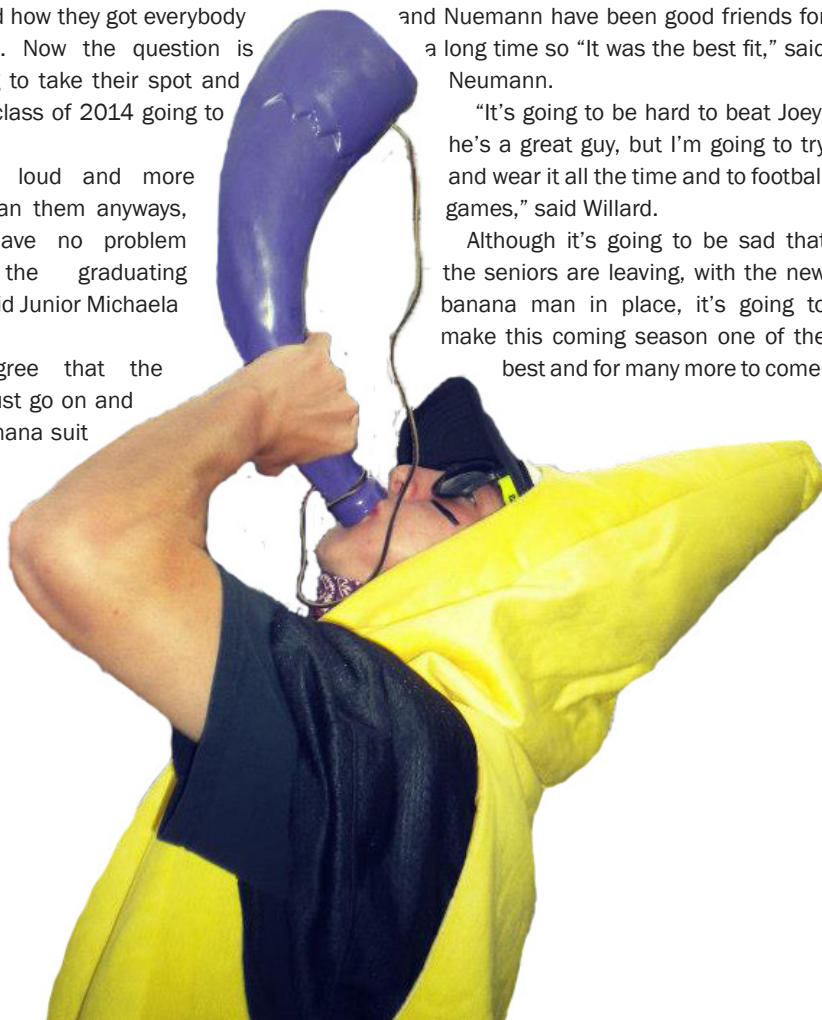 how they got everybody
. Now the question is
to take their spot and
class of 2014 going to
loud and more
an them anyways,
ave no problem
the graduating
id Junior Michaela
gree that the
ust go on and
nana suit
and Nuemann have been good friends for
a long time so “It was the best fit,” said
Neumann.
“It's going to be hard to beat Joey
he's a great guy, but I'm going to try
and wear it all the time and to footbal
games,” said Willard.
Although it's going to be sad that
the seniors are leaving, with the new
banana man in place, it's going to
make this coming season one of the
best and for many more to come